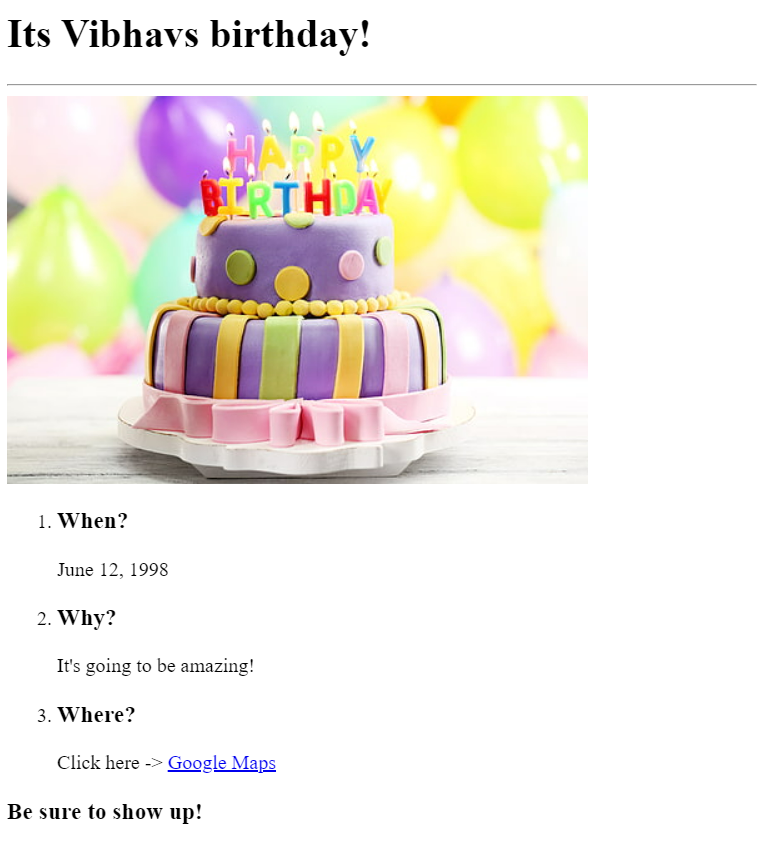 Its Vibhavs birthday!
HAPPY
BIRTHDAY
1. When?
June 12, 1998
2. Why?
It's going to be amazing!
3. Where?
Click here -> Google Maps
Be sure to show up!